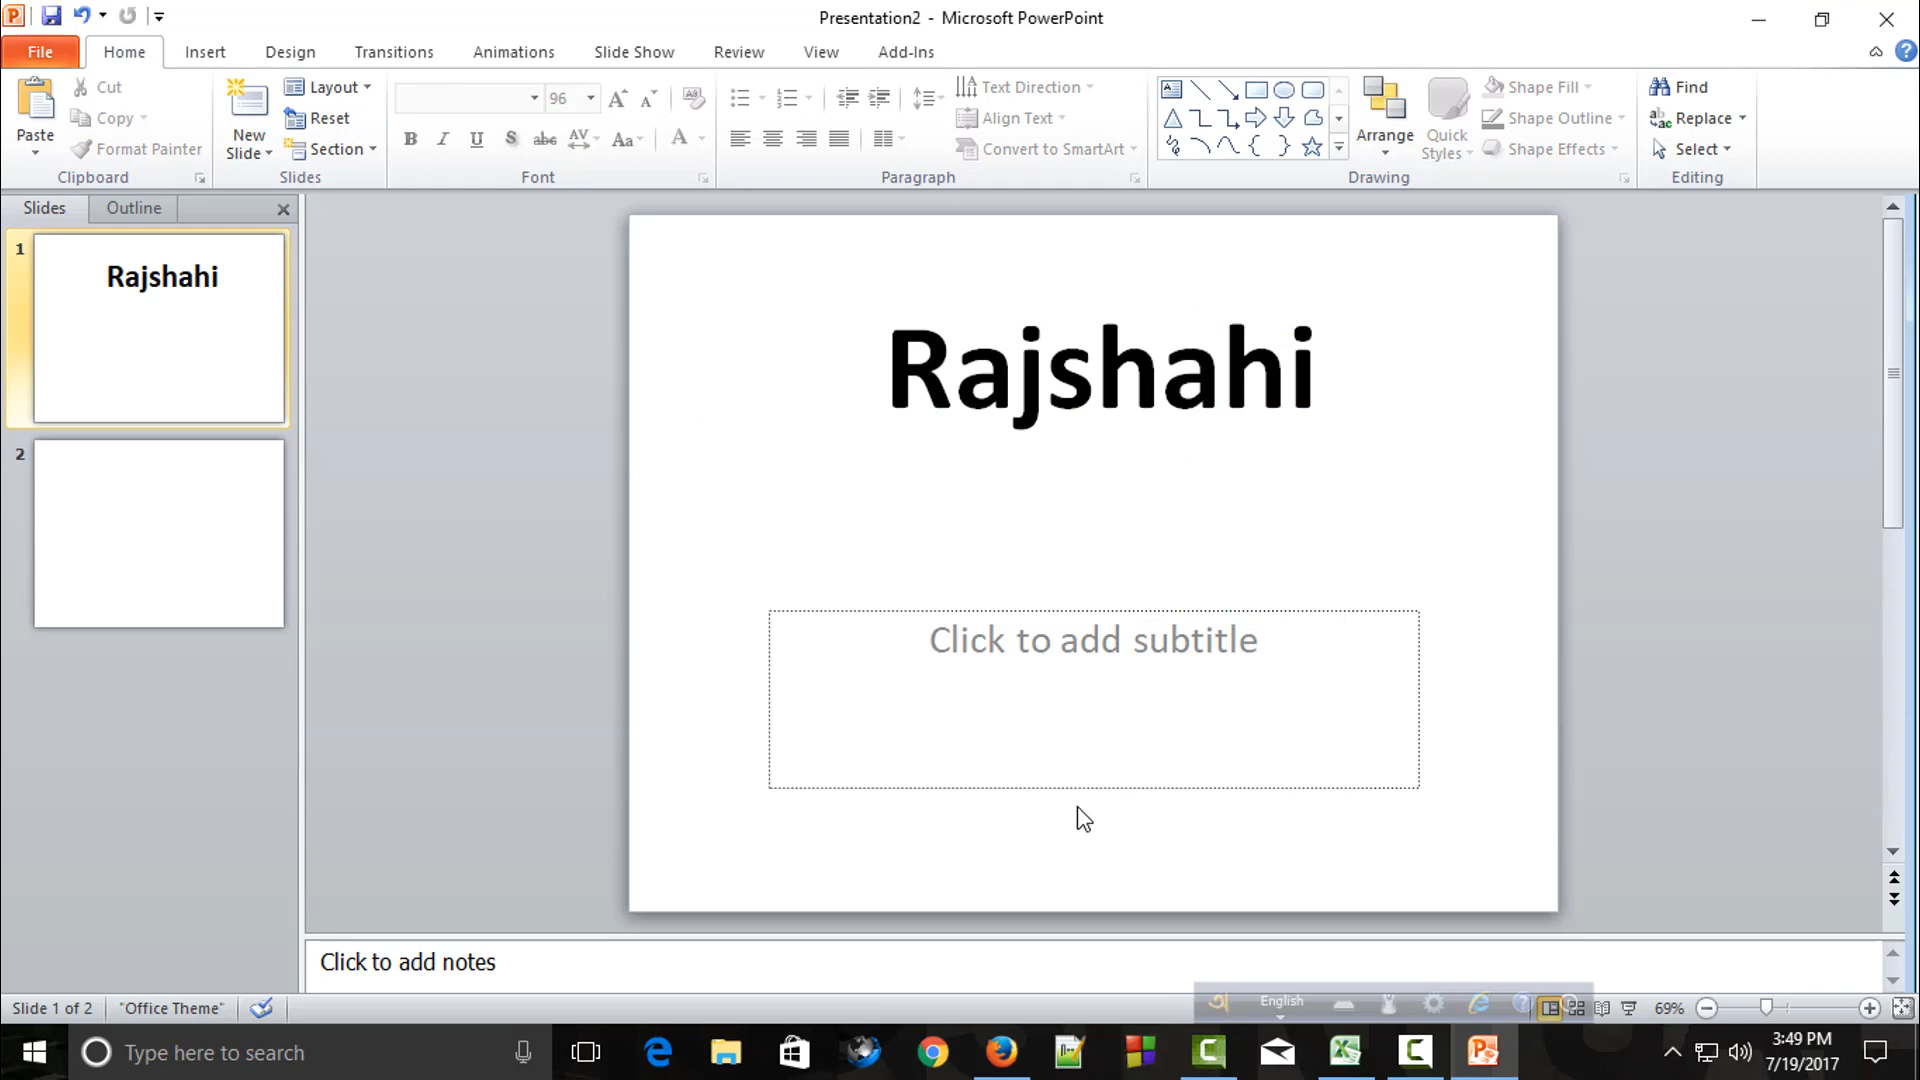 Presentation2 - Microsoft PowerPoint
File Home Insert Design Transitions Animations Slide Show Review View Add-Ins
Paste
Cut
Copy
Format Painter
Clipboard
New Slide
Layout
Reset
Section
Slides
96
B I U S abc AV Aa A
Font
Text Direction
Align Text
Convert to SmartArt
Paragraph
Arrange
Quick Styles
Shape Fill
Shape Outline
Shape Effects
Drawing
Find
Replace
Select
Editing
Slides Outline
1
Rajshahi
2
Rajshahi
Click to add subtitle
Click to add notes
Slide 1 of 2 "Office Theme" English 69%
Type here to search
3:49 PM
7/19/2017